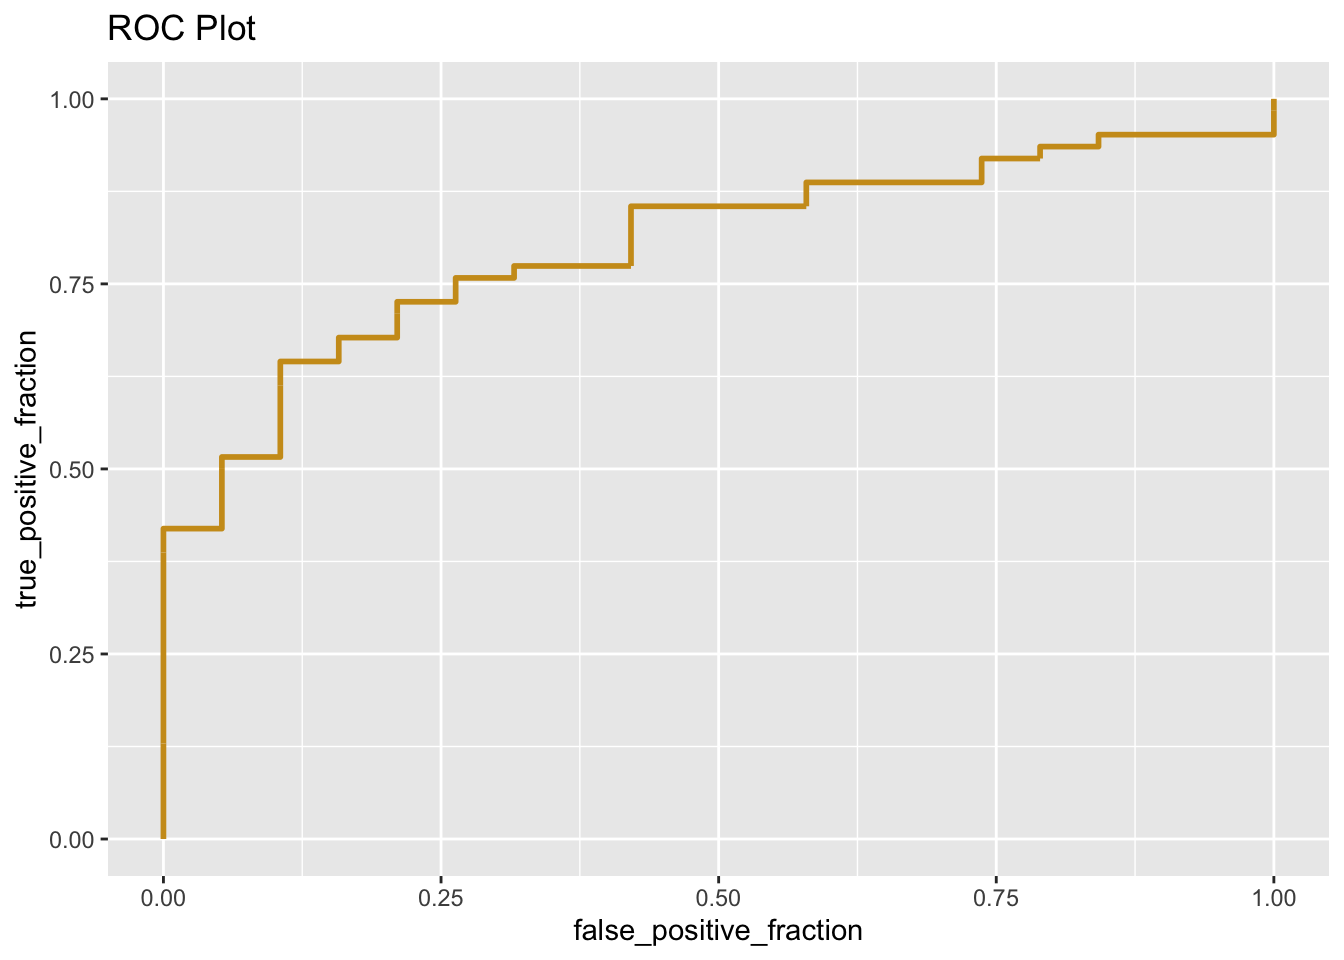 ROC Plot
1.00
0.75
0.50
0.25
0.00
true_positive_fraction
0.00 0.25 0.50 0.75 1.00
false_positive_fraction